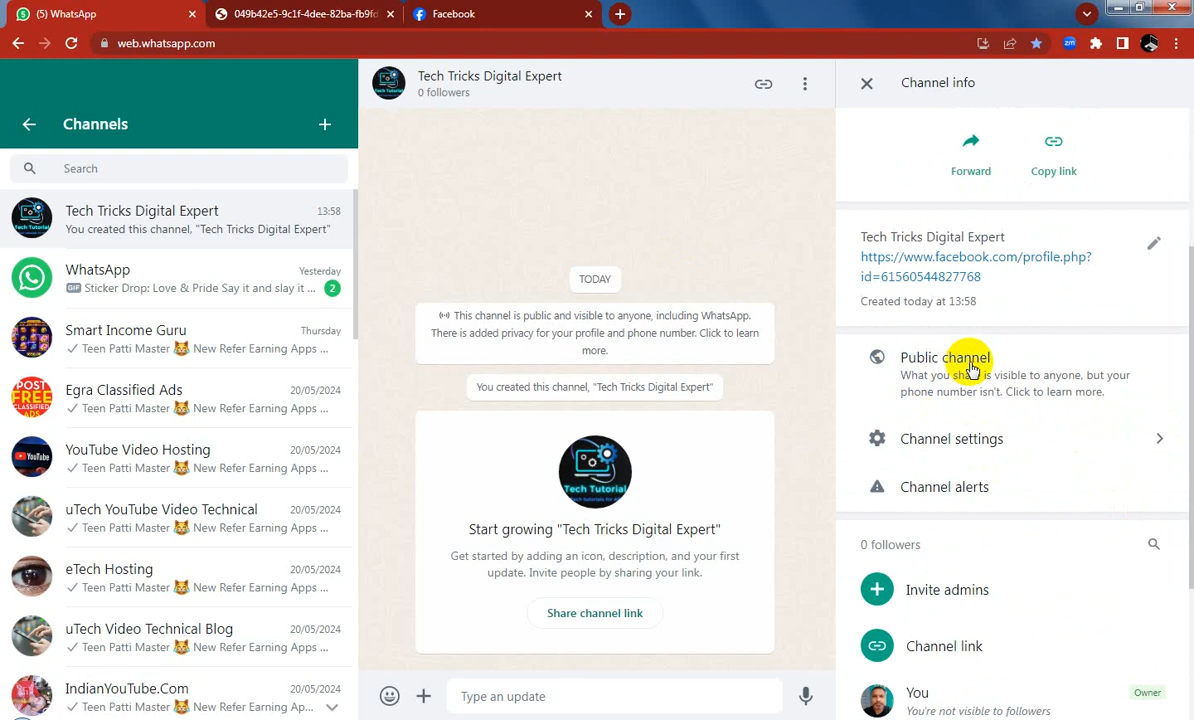 (5) WhatsApp
049b42e5-9c1f-4dee-82ba-fb9fd
Facebook
web.whatsapp.com
zm
Channels
Search
Tech Tricks Digital Expert
13:58
You created this channel, "Tech Tricks Digital Expert"
WhatsApp
Yesterday
GIF Sticker Drop: Love & Pride Say it and slay it ...
2
Smart Income Guru
Thursday
Teen Patti Master 😹 New Refer Earning Apps ...
POST FREE CLASSIFIED ADS
Egra Classified Ads
20/05/2024
Teen Patti Master 😹 New Refer Earning Apps ...
YouTube
YouTube Video Hosting
20/05/2024
Teen Patti Master 😹 New Refer Earning Apps ...
uTech YouTube Video Technical
20/05/2024
Teen Patti Master 😹 New Refer Earning Apps ...
eTech Hosting
20/05/2024
Teen Patti Master 😹 New Refer Earning Apps ...
uTech Video Technical Blog
20/05/2024
Teen Patti Master 😹 New Refer Earning Apps ...
IndianYouTube.Com
20/05/2024
Teen Patti Master 😹 New Refer Earning Ap...
Tech Tricks Digital Expert
0 followers
TODAY
This channel is public and visible to anyone, including WhatsApp.
There is added privacy for your profile and phone number. Click to learn
more.
You created this channel, "Tech Tricks Digital Expert"
Tech Tutorial
Start growing "Tech Tricks Digital Expert"
Get started by adding an icon, description, and your first
update. Invite people by sharing your link.
Share channel link
Type an update
Channel info
Forward
Copy link
Tech Tricks Digital Expert
https://www.facebook.com/profile.php?
id=61560544827768
Created today at 13:58
Public channel
What you share is visible to anyone, but your
phone number isn't. Click to learn more.
Channel settings
Channel alerts
0 followers
Invite admins
Channel link
You
Owner
You're not visible to followers